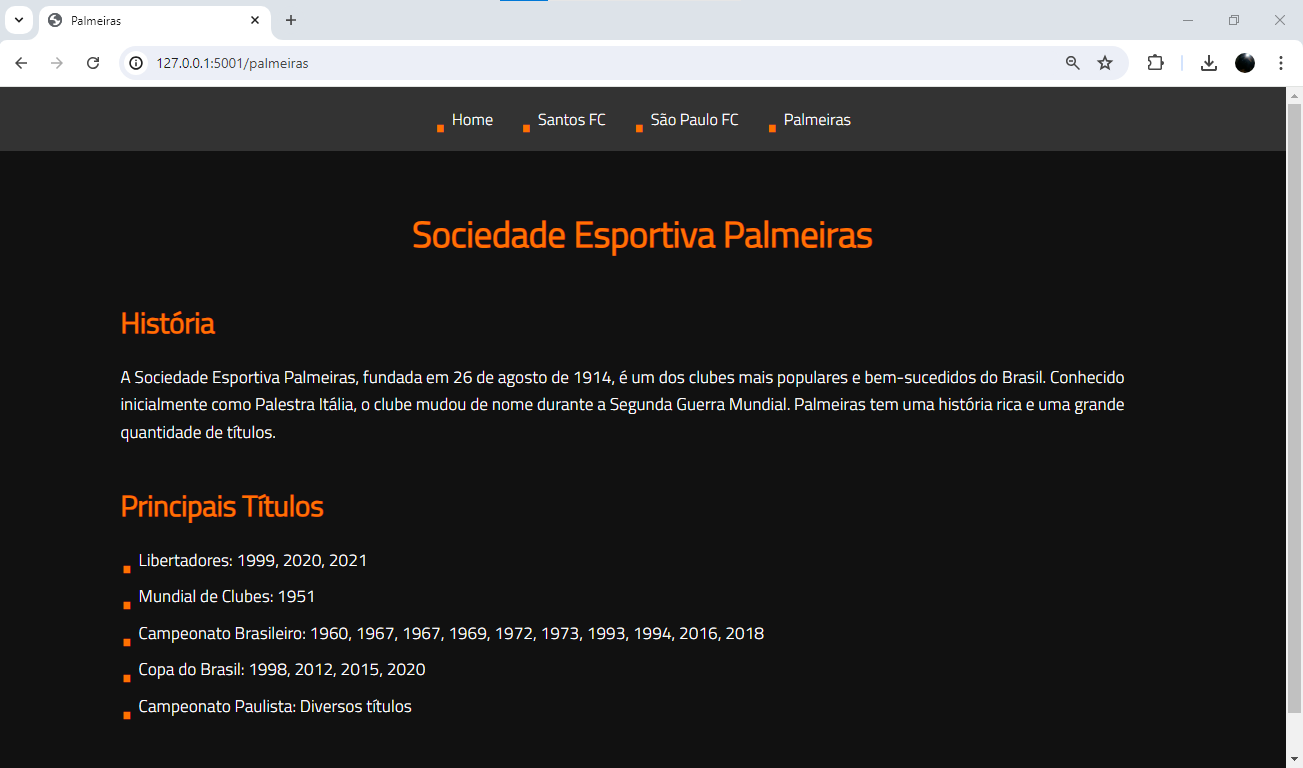 Palmeiras
127.0.0.1:5001/palmeiras
Home Santos FC São Paulo FC Palmeiras
Sociedade Esportiva Palmeiras
História
A Sociedade Esportiva Palmeiras, fundada em 26 de agosto de 1914, é um dos clubes mais populares e bem-sucedidos do Brasil. Conhecido
inicialmente como Palestra Itália, o clube mudou de nome durante a Segunda Guerra Mundial. Palmeiras tem uma história rica e uma grande
quantidade de títulos.
Principais Títulos
Libertadores: 1999, 2020, 2021
Mundial de Clubes: 1951
Campeonato Brasileiro: 1960, 1967, 1967, 1969, 1972, 1973, 1993, 1994, 2016, 2018
Copa do Brasil: 1998, 2012, 2015, 2020
Campeonato Paulista: Diversos títulos